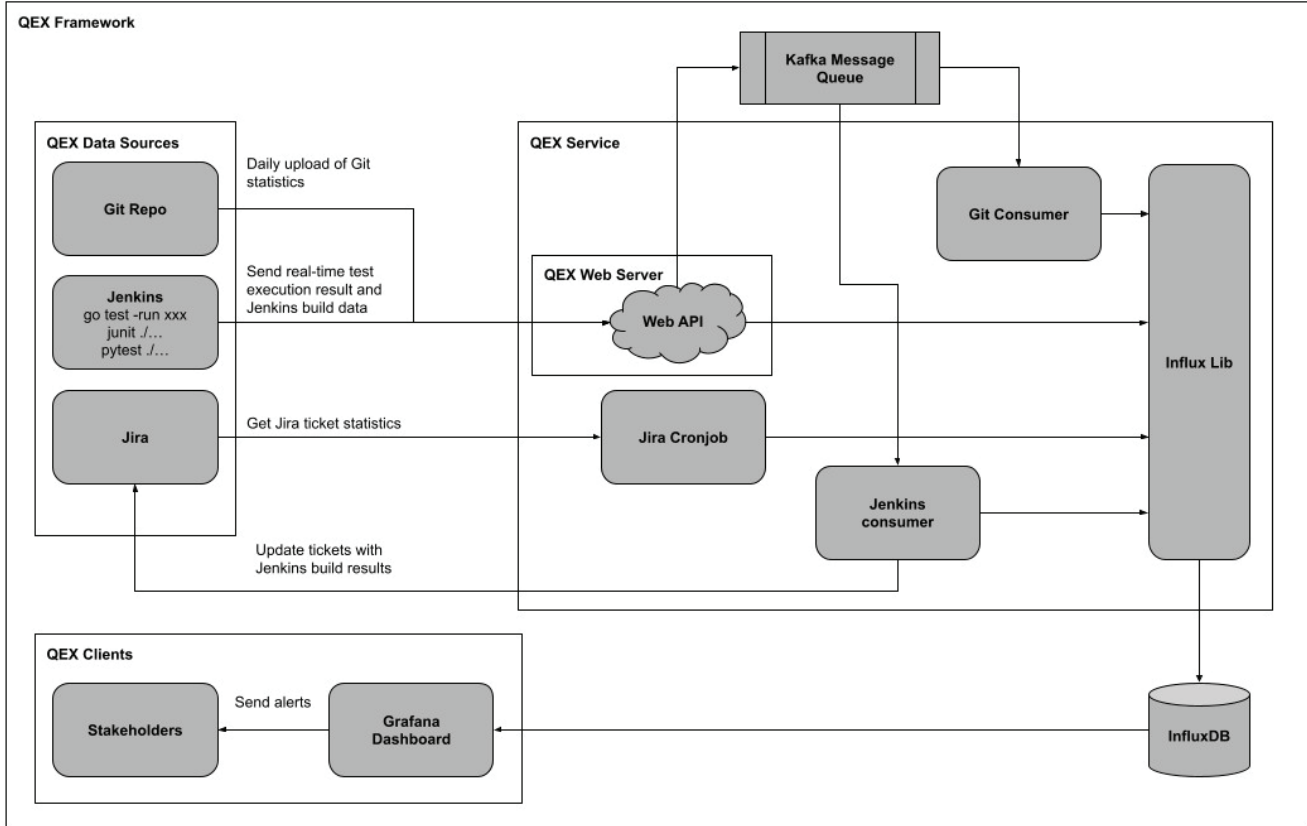 QEX Framework
Kafka Message
Queue
QEX Data Sources
Git Repo
Daily upload of Git
statistics
Jenkins
go test -run xxx
junit ./...
pytest ./...
Send real-time test
execution result and
Jenkins build data
Jira
Get Jira ticket statistics
Update tickets with
Jenkins build results
QEX Service
Git Consumer
QEX Web Server
Web API
Influx Lib
Jira Cronjob
Jenkins
consumer
QEX Clients
Stakeholders
Send alerts
Grafana
Dashboard
InfluxDB